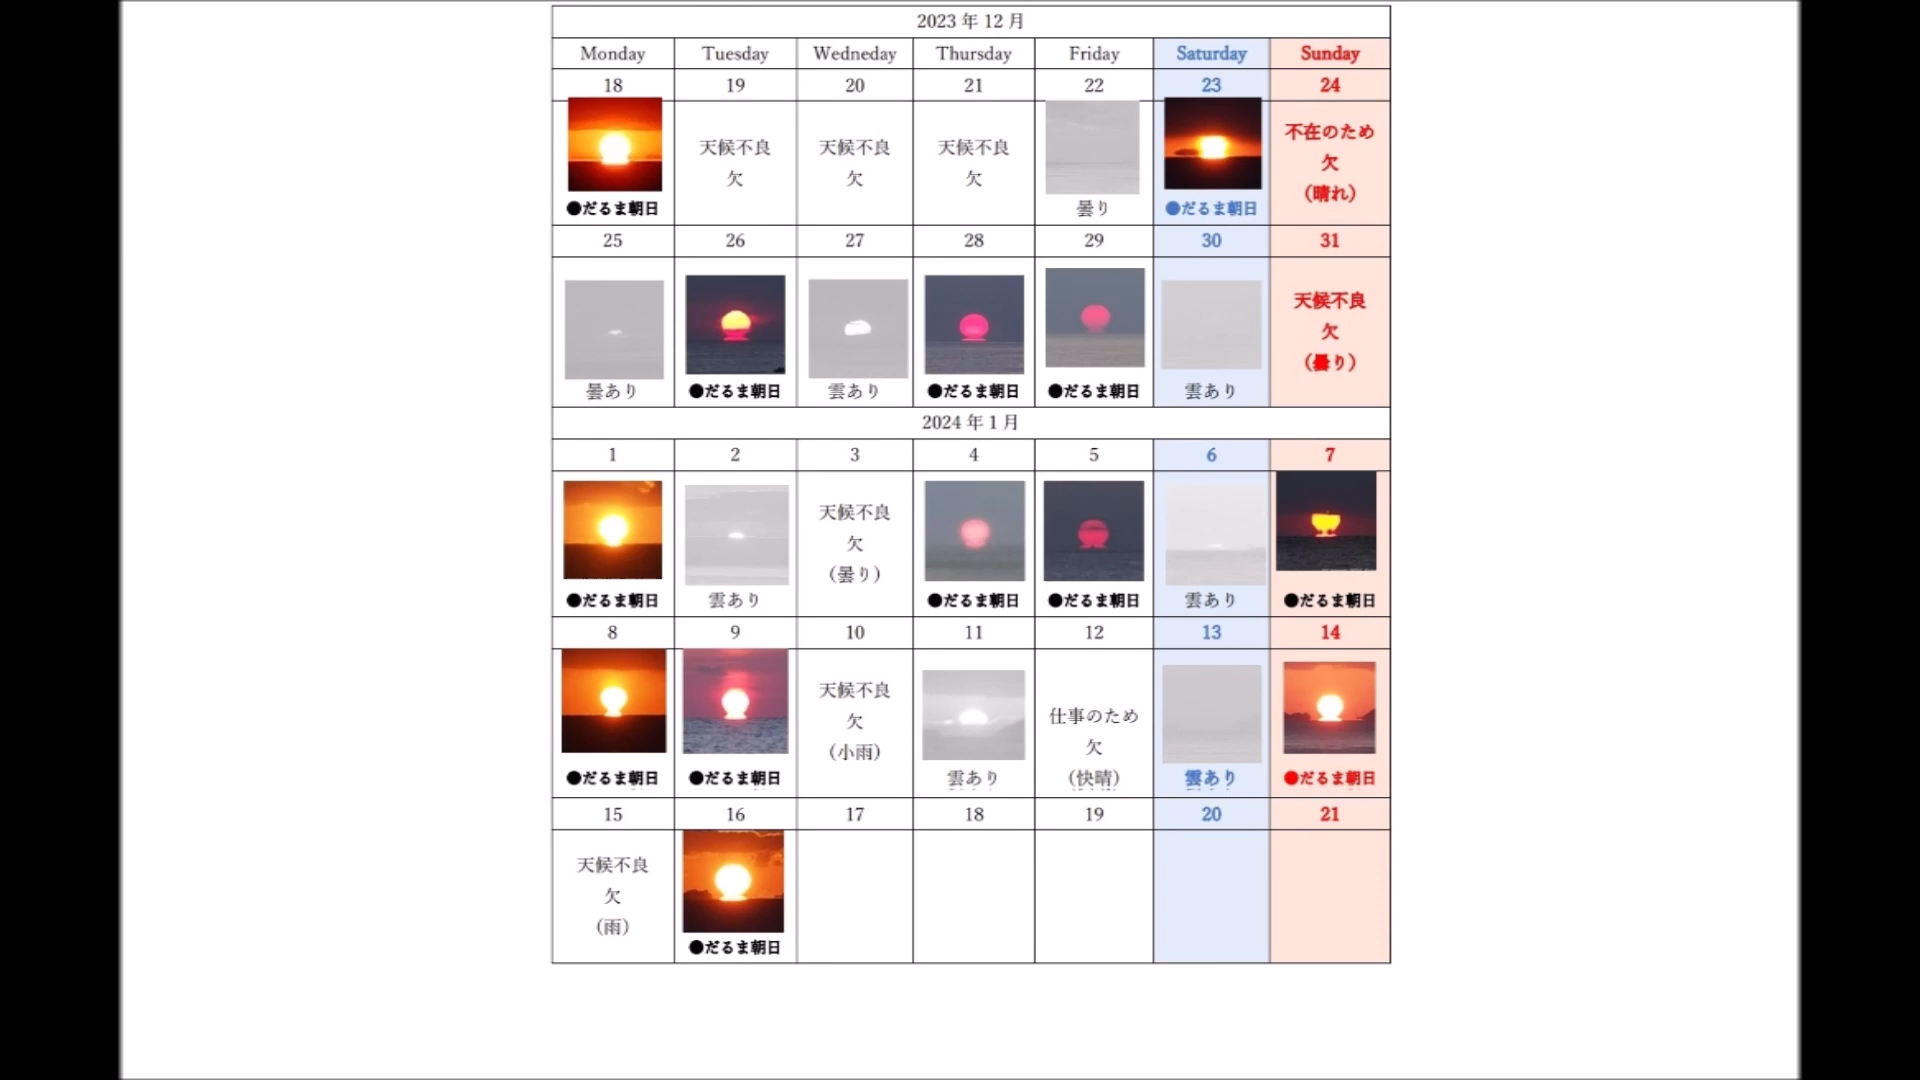 2023 年 12 月
Monday Tuesday Wedneday Thursday Friday Saturday Sunday
18 19 20 21 22 23 24
●だるま朝日
天候不良
欠
天候不良
欠
天候不良
欠
曇り
●だるま朝日
不在のため
欠
（晴れ）
25 26 27 28 29 30 31
曇あり
●だるま朝日
雲あり
●だるま朝日
●だるま朝日
雲あり
天候不良
欠
（曇り）
2024 年 1 月
1 2 3 4 5 6 7
●だるま朝日
雲あり
天候不良
欠
（曇り）
●だるま朝日
●だるま朝日
雲あり
●だるま朝日
8 9 10 11 12 13 14
●だるま朝日
●だるま朝日
天候不良
欠
（小雨）
雲あり
仕事のため
欠
（快晴）
雲あり
●だるま朝日
15 16 17 18 19 20 21
天候不良
欠
（雨）
●だるま朝日